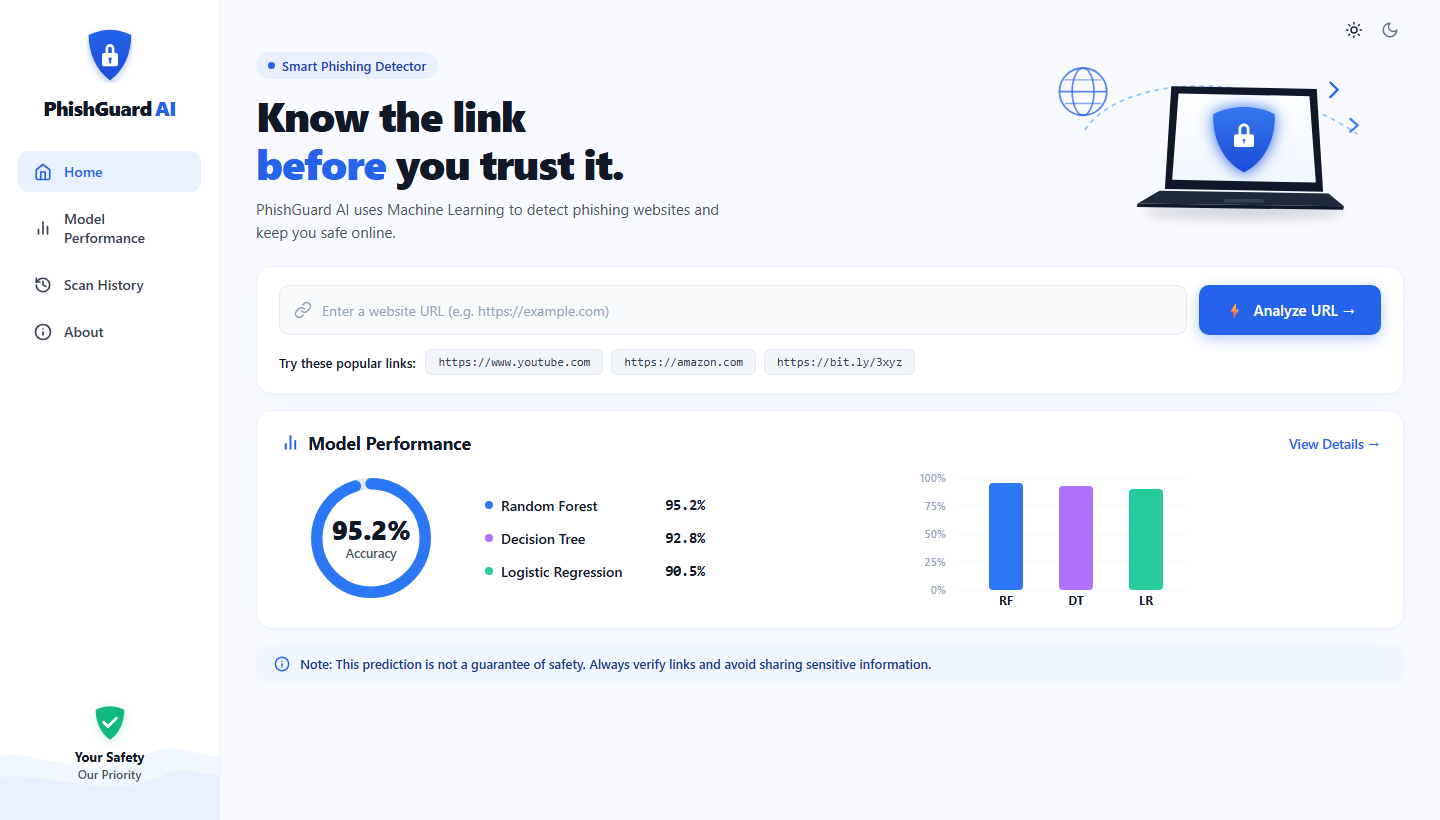 PhishGuard AI
Home
Model
Performance
Scan History
About
Your Safety
Our Priority
Smart Phishing Detector
Know the link
before you trust it.
PhishGuard AI uses Machine Learning to detect phishing websites and
keep you safe online.
Enter a website URL (e.g. https://example.com)
Analyze URL →
Try these popular links: https://www.youtube.com https://amazon.com https://bit.ly/3xyz
Model Performance
View Details →
95.2%
Accuracy
Random Forest 95.2%
Decision Tree 92.8%
Logistic Regression 90.5%
100%
75%
50%
25%
0%
RF DT LR
Note: This prediction is not a guarantee of safety. Always verify links and avoid sharing sensitive information.